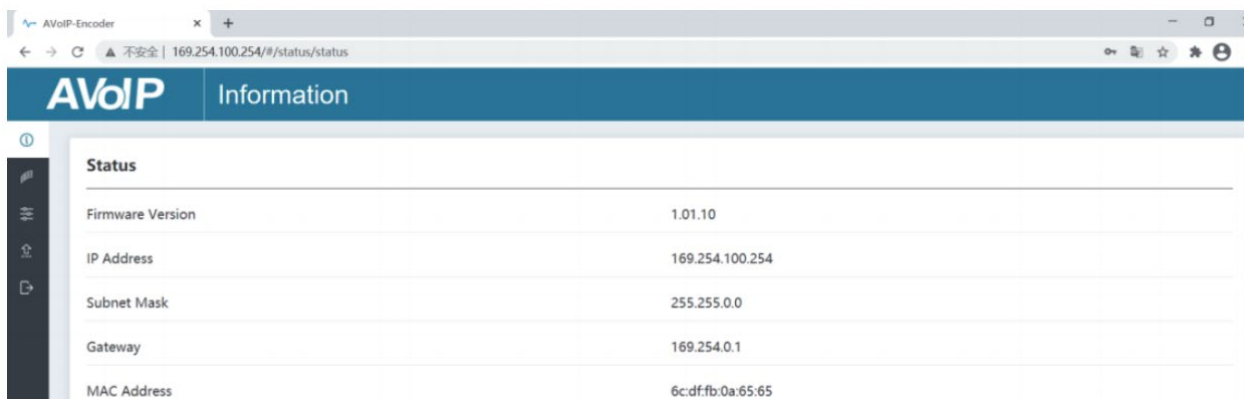 AVoIP-Encoder
不安全 | 169.254.100.254/#/status/status
AVoIP Information
Status
Firmware Version 1.01.10
IP Address 169.254.100.254
Subnet Mask 255.255.0.0
Gateway 169.254.0.1
MAC Address 6c:df:fb:0a:65:65